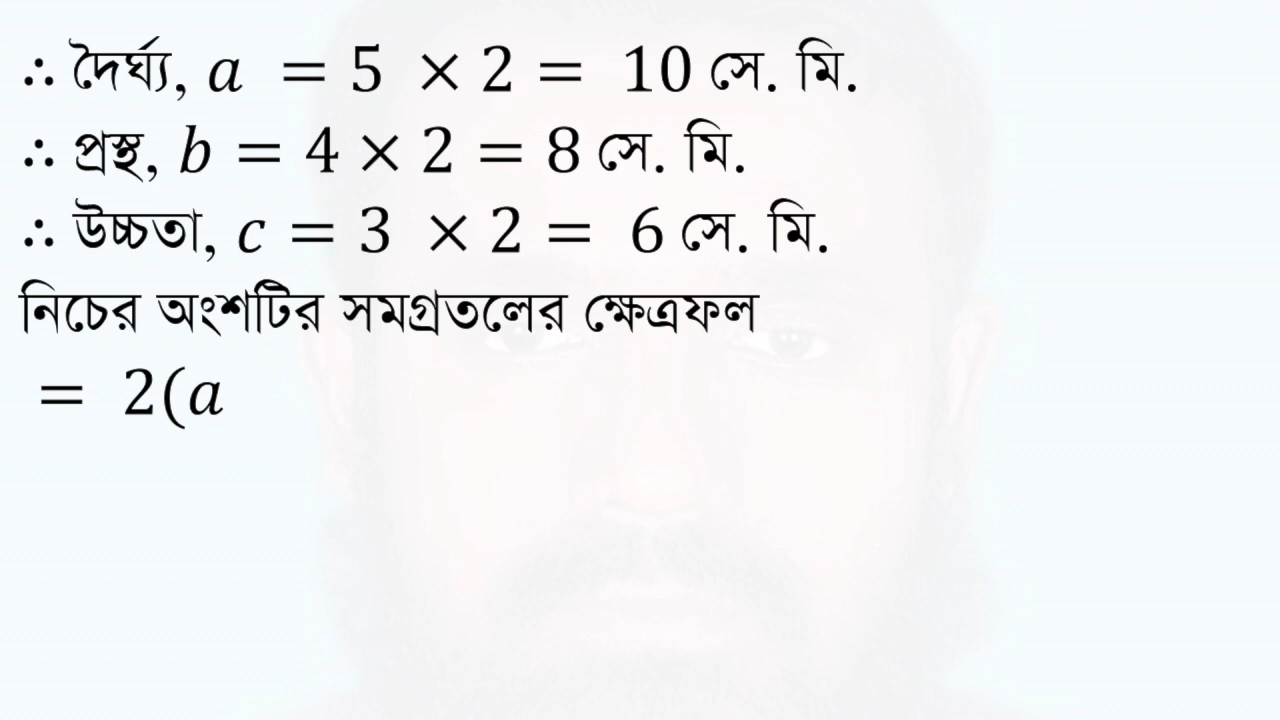 ∴ দৈর্ঘ্য, a = 5 × 2 = 10 সে. মি.
∴ প্রস্থ, b = 4 × 2 = 8 সে. মি.
∴ উচ্চতা, c = 3 × 2 = 6 সে. মি.
নিচের অংশটির সমগ্রতলের ক্ষেত্রফল
= 2(a